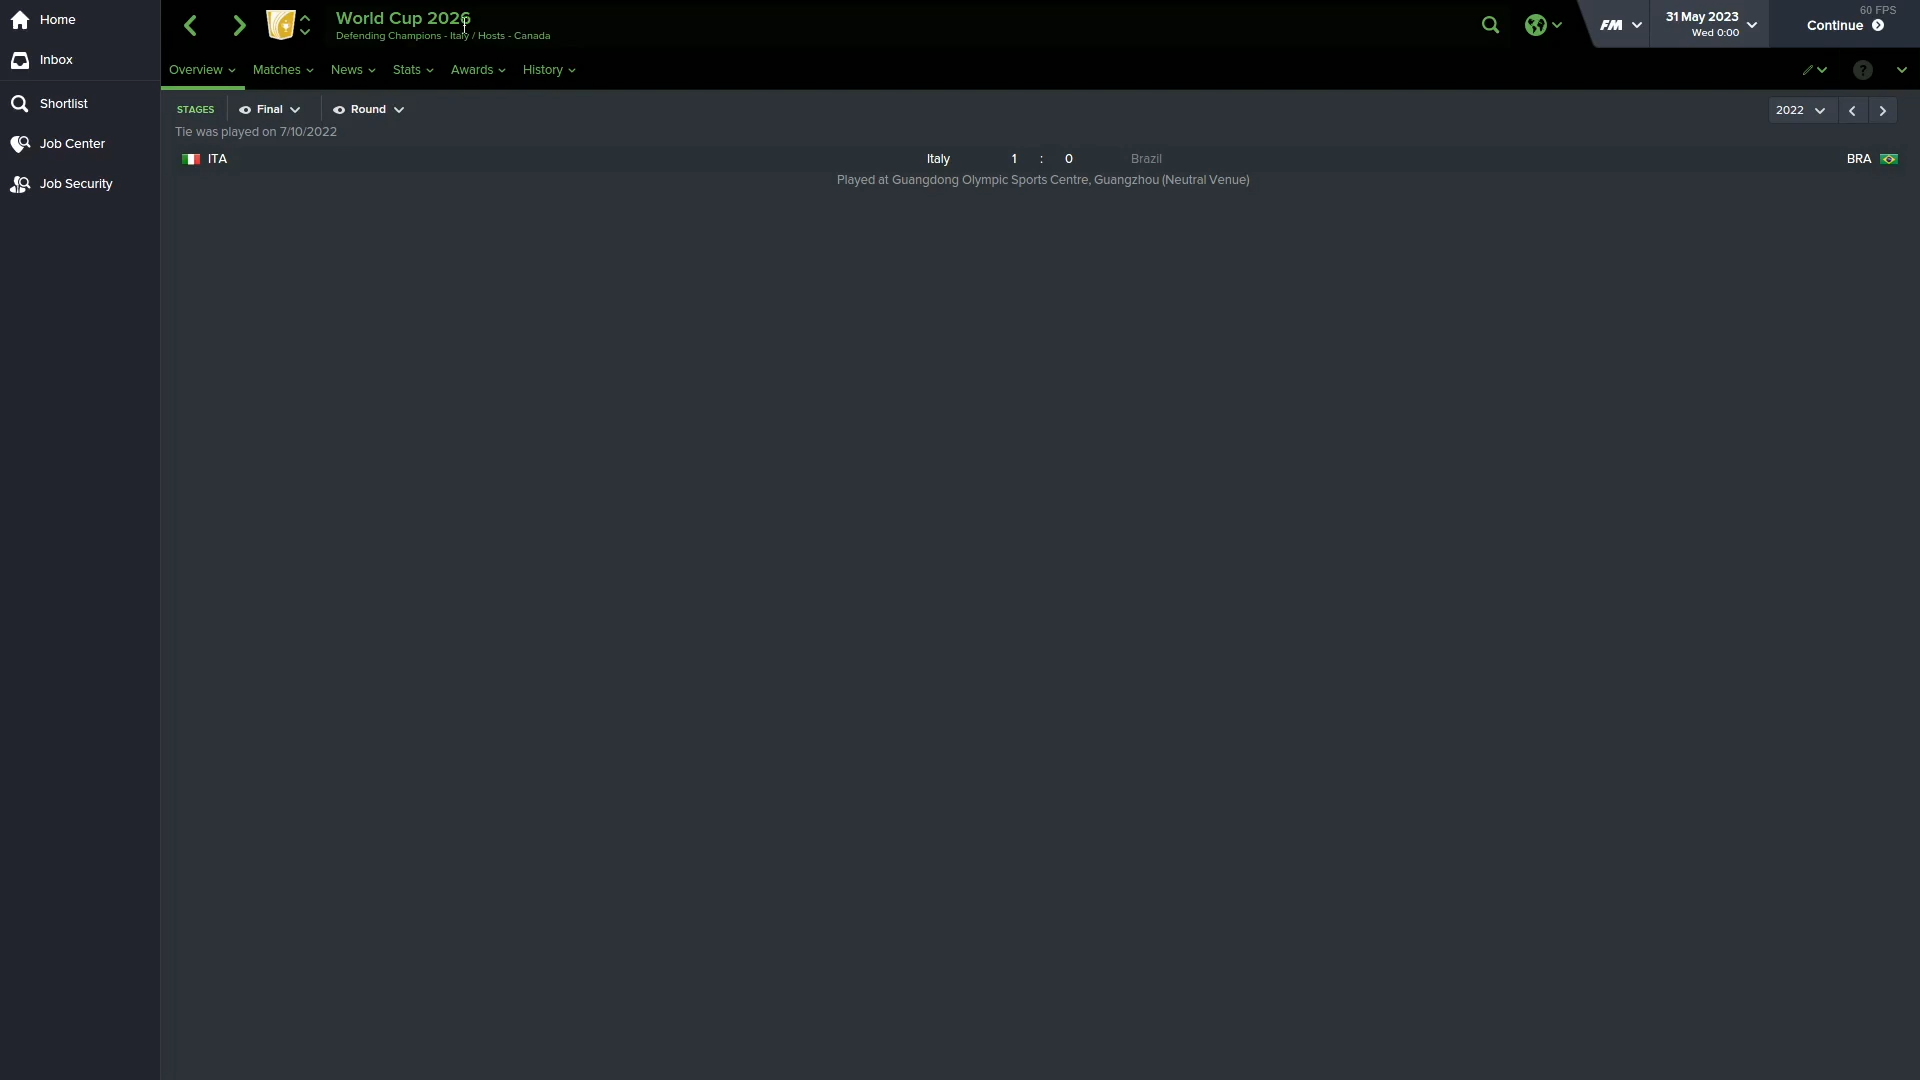 Home
Inbox
Shortlist
Job Center
Job Security
World Cup 2026
Defending Champions - Italy / Hosts - Canada
FM
31 May 2023
Wed 0:00
60 FPS
Continue
Overview
Matches
News
Stats
Awards
History
?
STAGES
Final
Round
2022
Tie was played on 7/10/2022
ITA Italy 1 : 0 Brazil BRA
Played at Guangdong Olympic Sports Centre, Guangzhou (Neutral Venue)